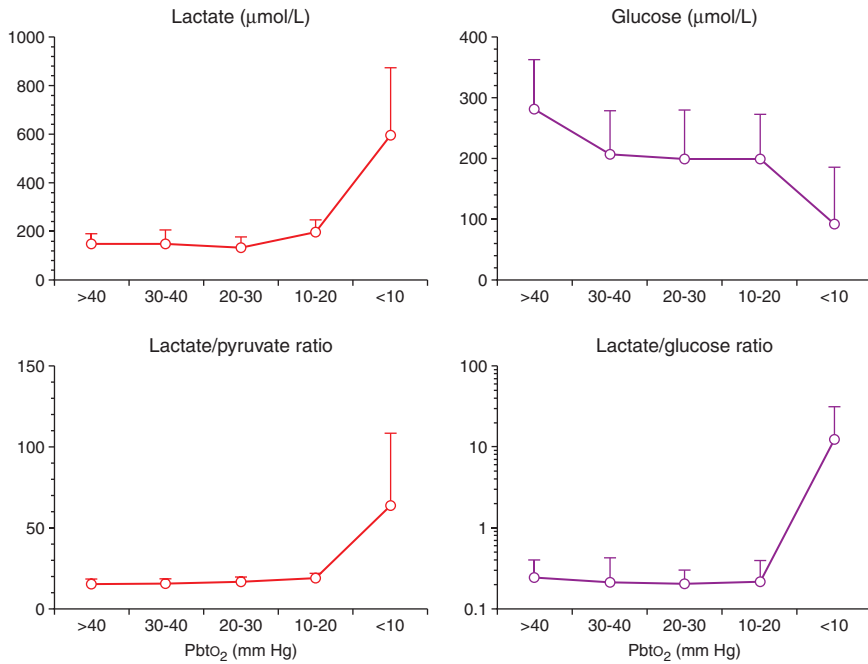 Lactate (μmol/L)
1000
800
600
400
200
0
>40 30-40 20-30 10-20 <10
Glucose (μmol/L)
400
300
200
100
0
>40 30-40 20-30 10-20 <10
Lactate/pyruvate ratio
150
100
50
0
>40 30-40 20-30 10-20 <10
PbtO₂ (mm Hg)
Lactate/glucose ratio
100
10
1
0.1
>40 30-40 20-30 10-20 <10
PbtO₂ (mm Hg)